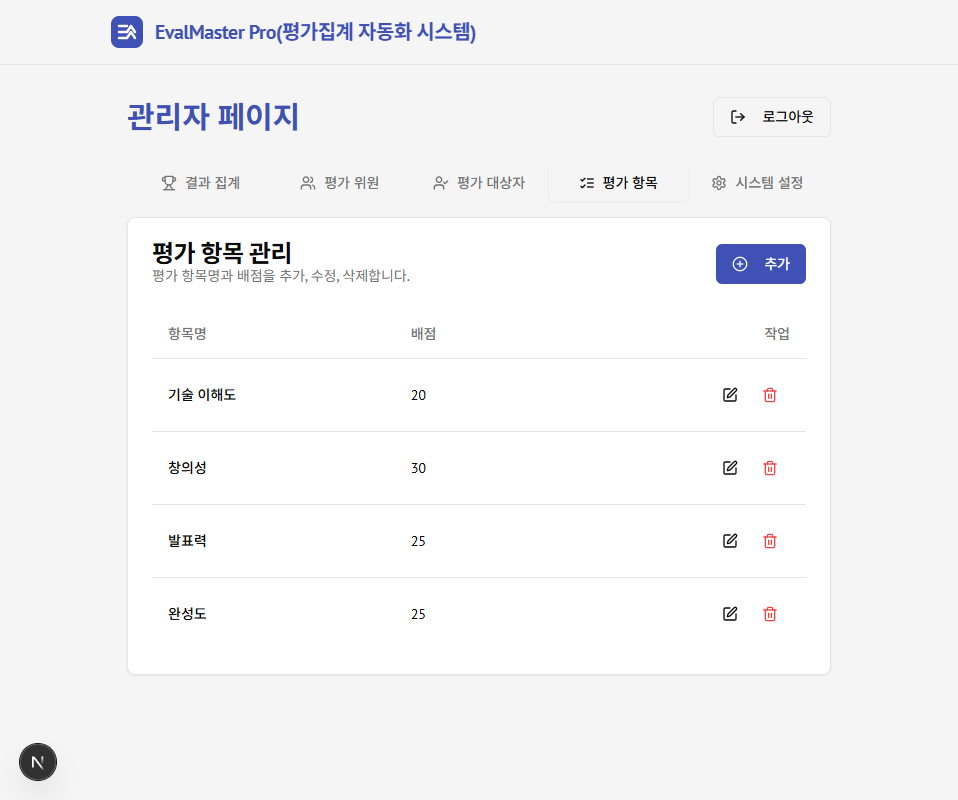 EvalMaster Pro(평가집계 자동화 시스템)
관리자 페이지
로그아웃
결과 집계 평가 위원 평가 대상자 평가 항목 시스템 설정
평가 항목 관리
평가 항목명과 배점을 추가, 수정, 삭제합니다.
추가
항목명 배점 작업
기술 이해도 20
창의성 30
발표력 25
완성도 25
N